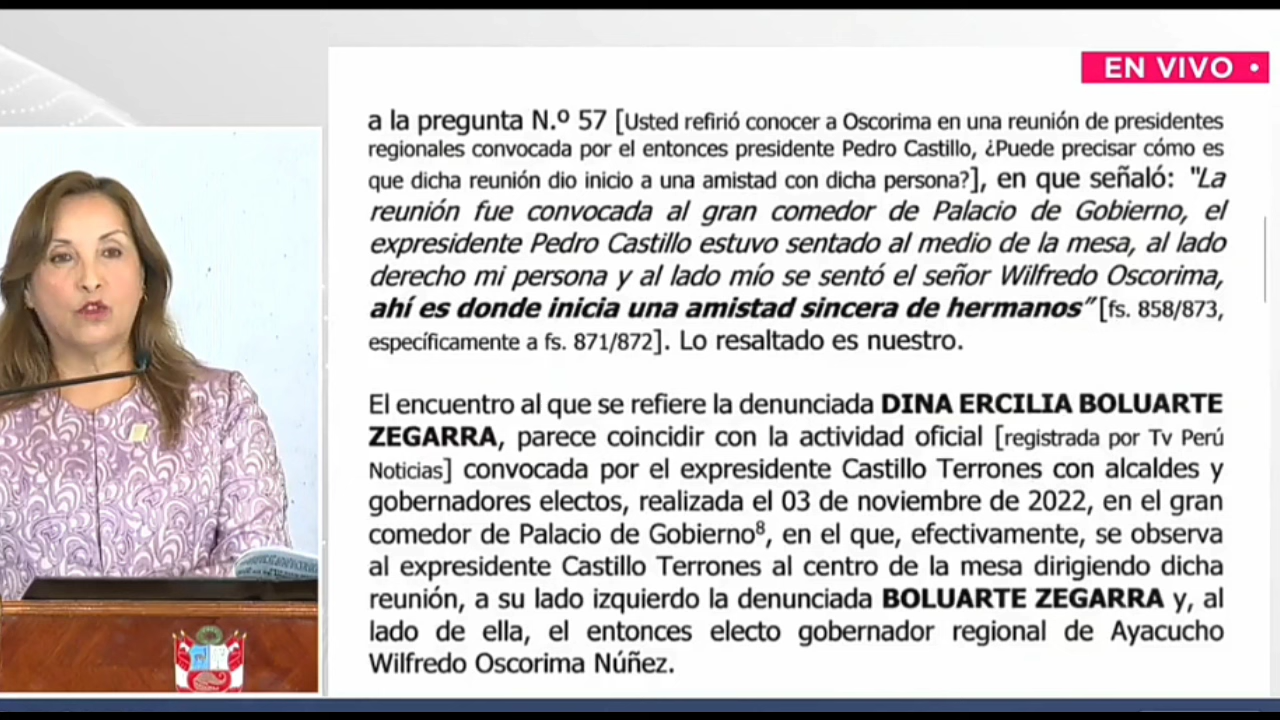 EN VIVO
a la pregunta N.º 57 [Usted refirió conocer a Oscorima en una reunión de presidentes
regionales convocada por el entonces presidente Pedro Castillo, ¿Puede precisar cómo es
que dicha reunión dio inicio a una amistad con dicha persona?], en que señaló: "La
reunión fue convocada al gran comedor de Palacio de Gobierno, el
expresidente Pedro Castillo estuvo sentado al medio de la mesa, al lado
derecho mi persona y al lado mío se sentó el señor Wilfredo Oscorima,
ahí es donde inicia una amistad sincera de hermanos" [fs. 858/873,
específicamente a fs. 871/872]. Lo resaltado es nuestro.
El encuentro al que se refiere la denunciada DINA ERCILIA BOLUARTE
ZEGARRA, parece coincidir con la actividad oficial [registrada por Tv Perú
Noticias] convocada por el expresidente Castillo Terrones con alcaldes y
gobernadores electos, realizada el 03 de noviembre de 2022, en el gran
comedor de Palacio de Gobierno⁸, en el que, efectivamente, se observa
al expresidente Castillo Terrones al centro de la mesa dirigiendo dicha
reunión, a su lado izquierdo la denunciada BOLUARTE ZEGARRA y, al
lado de ella, el entonces electo gobernador regional de Ayacucho
Wilfredo Oscorima Núñez.